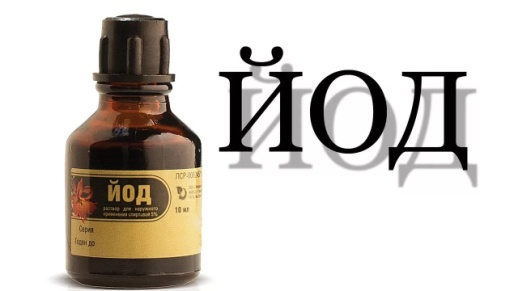 ЙОД
ЙОД
раствор для наружного
применения спиртовой 5%
10 мл
Серия
Годен до